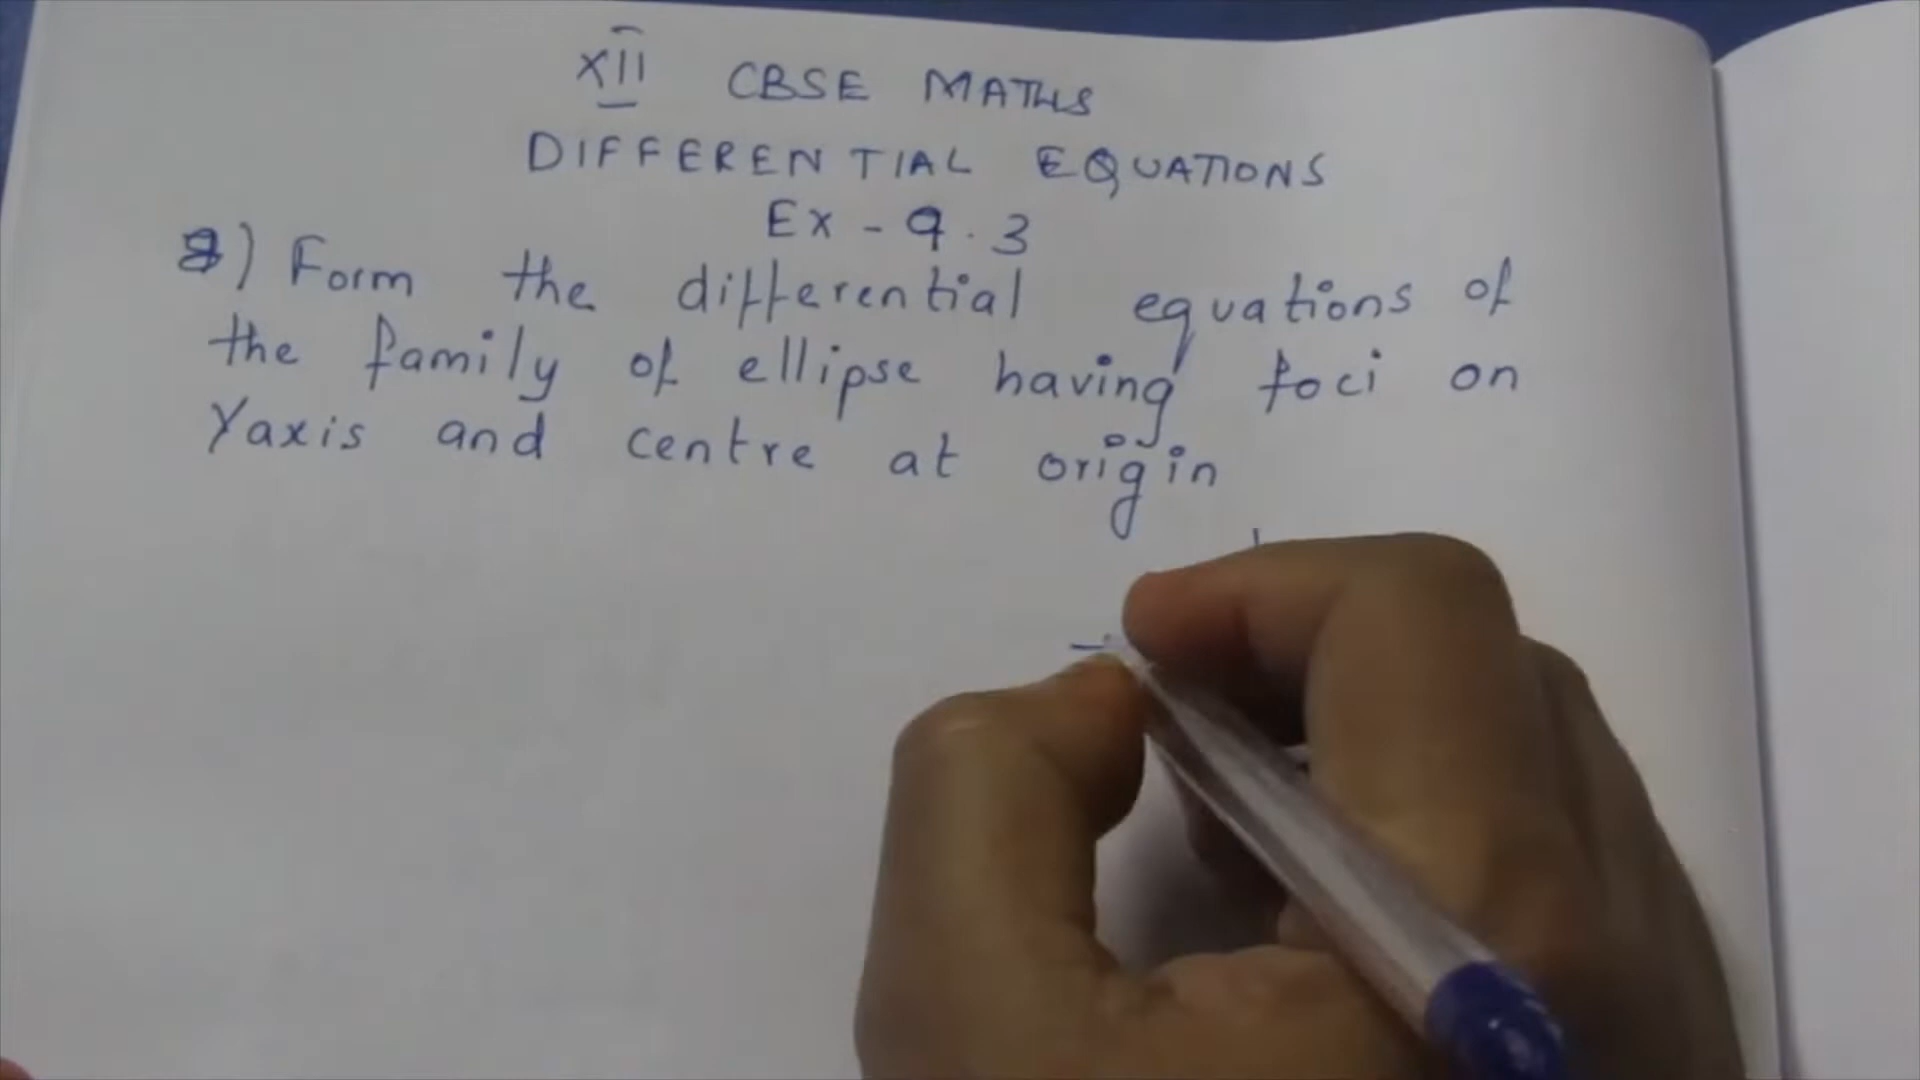 XII CBSE MATHS
DIFFERENTIAL EQUATIONS
Ex - 9.3
8) Form the differential equations of
the family of ellipse having foci on
Yaxis and centre at origin